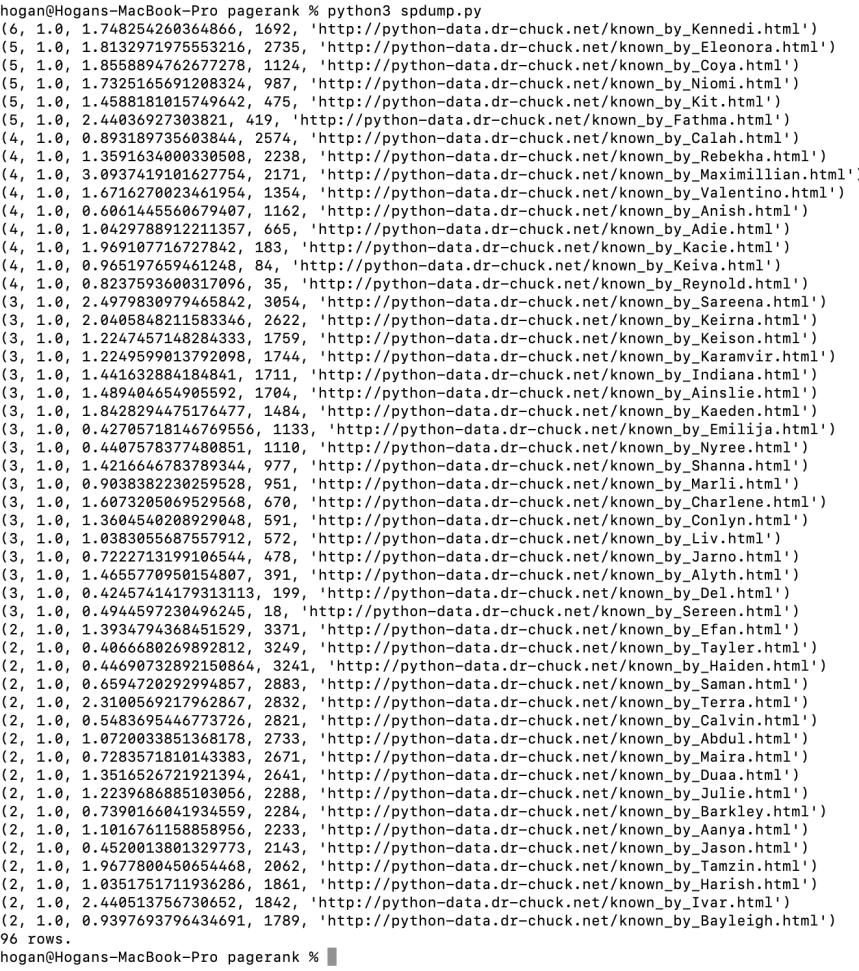 hogan@Hogans-MacBook-Pro pagerank % python3 spdump.py
(6, 1.0, 1.748254260364866, 1692, 'http://python-data.dr-chuck.net/known_by_Kennedi.html')
(5, 1.0, 1.8132971975553216, 2735, 'http://python-data.dr-chuck.net/known_by_Eleonora.html')
(5, 1.0, 1.8558894762677278, 1124, 'http://python-data.dr-chuck.net/known_by_Coya.html')
(5, 1.0, 1.7325165691208324, 987, 'http://python-data.dr-chuck.net/known_by_Niomi.html')
(5, 1.0, 1.4588181015749642, 475, 'http://python-data.dr-chuck.net/known_by_Kit.html')
(5, 1.0, 2.44036927303821, 419, 'http://python-data.dr-chuck.net/known_by_Fathma.html')
(4, 1.0, 0.893189735603844, 2574, 'http://python-data.dr-chuck.net/known_by_Calah.html')
(4, 1.0, 1.3591634000330508, 2238, 'http://python-data.dr-chuck.net/known_by_Rebekha.html')
(4, 1.0, 3.0937419101627754, 2171, 'http://python-data.dr-chuck.net/known_by_Maximillian.html')
(4, 1.0, 1.6716270023461954, 1354, 'http://python-data.dr-chuck.net/known_by_Valentino.html')
(4, 1.0, 0.6061445560679407, 1162, 'http://python-data.dr-chuck.net/known_by_Anish.html')
(4, 1.0, 1.0429788912211357, 665, 'http://python-data.dr-chuck.net/known_by_Adie.html')
(4, 1.0, 1.969107716727842, 183, 'http://python-data.dr-chuck.net/known_by_Kacie.html')
(4, 1.0, 0.965197659461248, 84, 'http://python-data.dr-chuck.net/known_by_Keiva.html')
(4, 1.0, 0.8237593600317096, 35, 'http://python-data.dr-chuck.net/known_by_Reynold.html')
(3, 1.0, 2.4979830979465842, 3054, 'http://python-data.dr-chuck.net/known_by_Sareena.html')
(3, 1.0, 2.0405848211583346, 2622, 'http://python-data.dr-chuck.net/known_by_Keirna.html')
(3, 1.0, 1.2247457148284333, 1759, 'http://python-data.dr-chuck.net/known_by_Keison.html')
(3, 1.0, 1.2249599013792098, 1744, 'http://python-data.dr-chuck.net/known_by_Karamvir.html')
(3, 1.0, 1.441632884184841, 1711, 'http://python-data.dr-chuck.net/known_by_Indiana.html')
(3, 1.0, 1.489404654905592, 1704, 'http://python-data.dr-chuck.net/known_by_Ainslie.html')
(3, 1.0, 1.8428294475176477, 1484, 'http://python-data.dr-chuck.net/known_by_Kaeden.html')
(3, 1.0, 0.42705718146769556, 1133, 'http://python-data.dr-chuck.net/known_by_Emilija.html')
(3, 1.0, 0.4407578377480851, 1110, 'http://python-data.dr-chuck.net/known_by_Nyree.html')
(3, 1.0, 1.4216646783789344, 977, 'http://python-data.dr-chuck.net/known_by_Shanna.html')
(3, 1.0, 0.9038382230259528, 951, 'http://python-data.dr-chuck.net/known_by_Marli.html')
(3, 1.0, 1.6073205069529568, 670, 'http://python-data.dr-chuck.net/known_by_Charlene.html')
(3, 1.0, 1.3604540208929048, 591, 'http://python-data.dr-chuck.net/known_by_Conlyn.html')
(3, 1.0, 1.0383055687557912, 572, 'http://python-data.dr-chuck.net/known_by_Liv.html')
(3, 1.0, 0.7222713199106544, 478, 'http://python-data.dr-chuck.net/known_by_Jarno.html')
(3, 1.0, 1.4655770950154807, 391, 'http://python-data.dr-chuck.net/known_by_Alyth.html')
(3, 1.0, 0.42457414179313113, 199, 'http://python-data.dr-chuck.net/known_by_Del.html')
(3, 1.0, 0.4944597230496245, 18, 'http://python-data.dr-chuck.net/known_by_Sereen.html')
(2, 1.0, 1.3934794368451529, 3371, 'http://python-data.dr-chuck.net/known_by_Efan.html')
(2, 1.0, 0.4066680269892812, 3249, 'http://python-data.dr-chuck.net/known_by_Tayler.html')
(2, 1.0, 0.44690732892150864, 3241, 'http://python-data.dr-chuck.net/known_by_Haiden.html')
(2, 1.0, 0.6594720292994857, 2883, 'http://python-data.dr-chuck.net/known_by_Saman.html')
(2, 1.0, 2.3100569217962867, 2832, 'http://python-data.dr-chuck.net/known_by_Terra.html')
(2, 1.0, 0.5483695446773726, 2821, 'http://python-data.dr-chuck.net/known_by_Calvin.html')
(2, 1.0, 1.0720033851368178, 2733, 'http://python-data.dr-chuck.net/known_by_Abdul.html')
(2, 1.0, 0.7283571810143383, 2671, 'http://python-data.dr-chuck.net/known_by_Maira.html')
(2, 1.0, 1.3516526721921394, 2641, 'http://python-data.dr-chuck.net/known_by_Duaa.html')
(2, 1.0, 1.2239686885103056, 2288, 'http://python-data.dr-chuck.net/known_by_Julie.html')
(2, 1.0, 0.7390166041934559, 2284, 'http://python-data.dr-chuck.net/known_by_Barkley.html')
(2, 1.0, 1.1016761158858956, 2233, 'http://python-data.dr-chuck.net/known_by_Aanya.html')
(2, 1.0, 0.4520013801329773, 2143, 'http://python-data.dr-chuck.net/known_by_Jason.html')
(2, 1.0, 1.9677800450654468, 2062, 'http://python-data.dr-chuck.net/known_by_Tamzin.html')
(2, 1.0, 1.0351751711936286, 1861, 'http://python-data.dr-chuck.net/known_by_Harish.html')
(2, 1.0, 2.440513756730652, 1842, 'http://python-data.dr-chuck.net/known_by_Ivar.html')
(2, 1.0, 0.9397693796434691, 1789, 'http://python-data.dr-chuck.net/known_by_Bayleigh.html')
96 rows.
hogan@Hogans-MacBook-Pro pagerank %